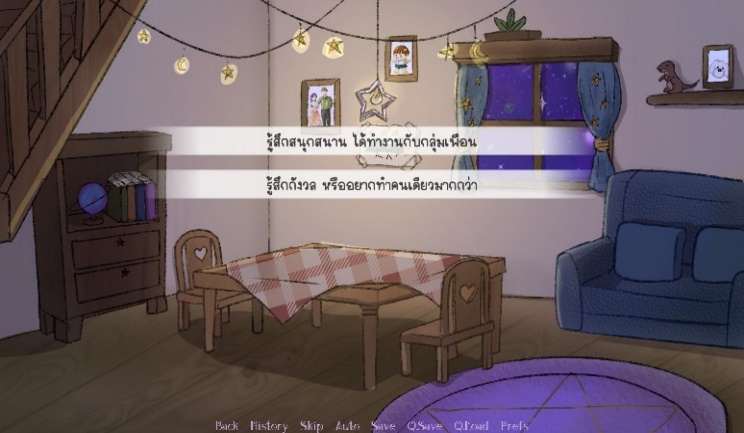 รู้สึกสนุกสนาน ได้ทำงานกับกลุ่มเพื่อน
รู้สึกกังวล หรืออยากทำคนเดียวมากกว่า
Back History Skip Auto Save Q.Save Q.Load Prefs